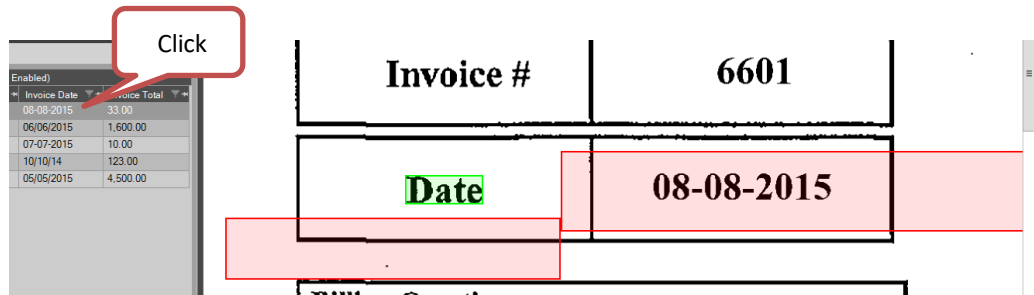 Click
Enabled)
Invoice Date
Invoice Total
08-08-2015 33.00
06/06/2015 1,600.00
07-07-2015 10.00
10/10/14 123.00
05/05/2015 4,500.00
Invoice # 6601
Date 08-08-2015